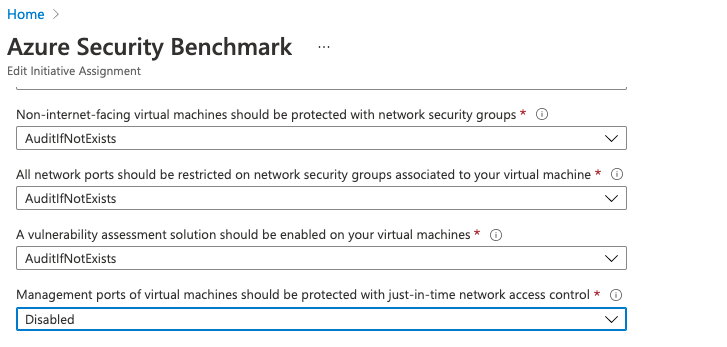 Home >
Azure Security Benchmark ...
Edit Initiative Assignment
Non-internet-facing virtual machines should be protected with network security groups *
AuditIfNotExists
All network ports should be restricted on network security groups associated to your virtual machine *
AuditIfNotExists
A vulnerability assessment solution should be enabled on your virtual machines *
AuditIfNotExists
Management ports of virtual machines should be protected with just-in-time network access control *
Disabled